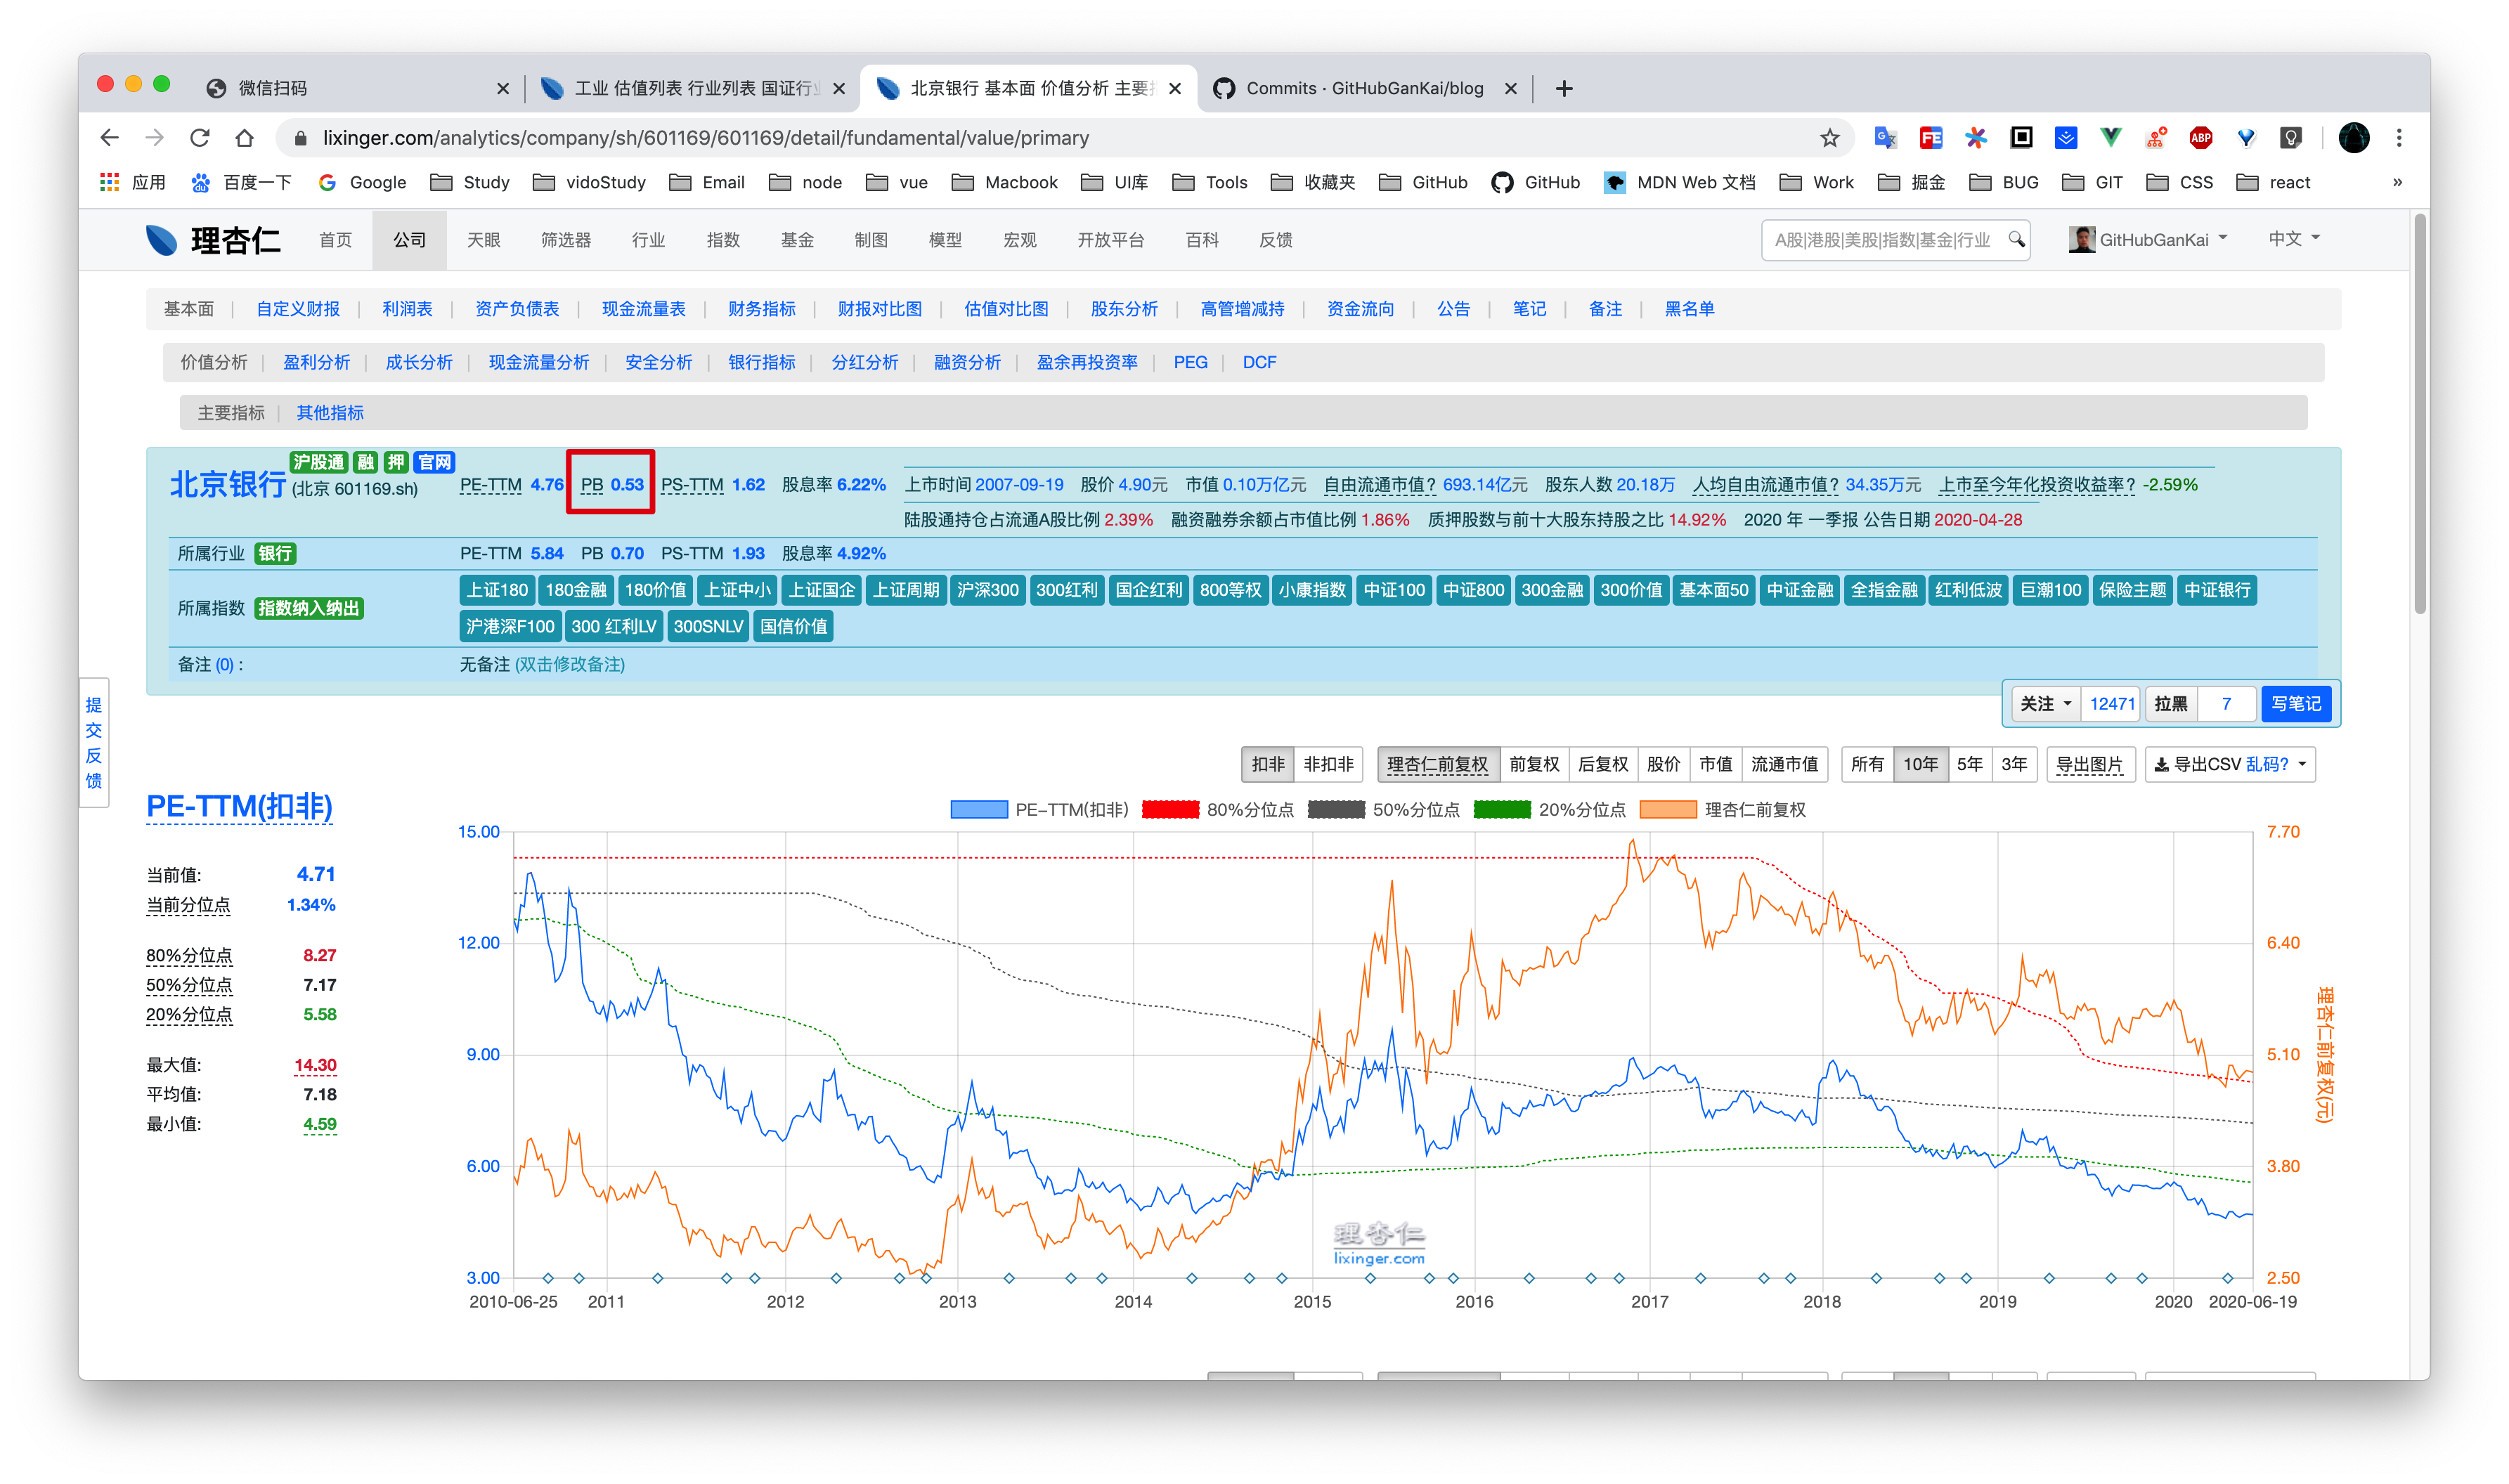 微信扫码
工业 估值列表 行业列表 国证行业
北京银行 基本面 价值分析 主要指
Commits · GitHubGanKai/blog
lixinger.com/analytics/company/sh/601169/601169/detail/fundamental/value/primary
应用 百度一下 Google Study vidoStudy Email node vue Macbook UI库 Tools 收藏夹 GitHub GitHub MDN Web 文档 Work 掘金 BUG GIT CSS react »
理杏仁 首页 公司 天眼 筛选器 行业 指数 基金 制图 模型 宏观 开放平台 百科 反馈 A股|港股|美股|指数|基金|行业 GitHubGanKai 中文
基本面 | 自定义财报 | 利润表 | 资产负债表 | 现金流量表 | 财务指标 | 财报对比图 | 估值对比图 | 股东分析 | 高管增减持 | 资金流向 | 公告 | 笔记 | 备注 | 黑名单
价值分析 | 盈利分析 | 成长分析 | 现金流量分析 | 安全分析 | 银行指标 | 分红分析 | 融资分析 | 盈余再投资率 | PEG | DCF
主要指标 | 其他指标
北京银行 沪股通 融 押 官网
(北京 601169.sh)
PE-TTM 4.76 PB 0.53 PS-TTM 1.62 股息率 6.22%
上市时间 2007-09-19 股价 4.90元 市值 0.10万亿元 自由流通市值? 693.14亿元 股东人数 20.18万 人均自由流通市值? 34.35万元 上市至今年化投资收益率? -2.59%
陆股通持仓占流通A股比例 2.39% 融资融券余额占市值比例 1.86% 质押股数与前十大股东持股之比 14.92% 2020 年 一季报 公告日期 2020-04-28
所属行业 银行 PE-TTM 5.84 PB 0.70 PS-TTM 1.93 股息率 4.92%
所属指数 指数纳入纳出
上证180 180金融 180价值 上证中小 上证国企 上证周期 沪深300 300红利 国企红利 800等权 小康指数 中证100 中证800 300金融 300价值 基本面50 中证金融 全指金融 红利低波 巨潮100 保险主题 中证银行
沪港深F100 300 红利LV 300SNLV 国信价值
备注 (0) : 无备注 (双击修改备注)
提交反馈
关注 12471 拉黑 7 写笔记
扣非 非扣非 理杏仁前复权 前复权 后复权 股价 市值 流通市值 所有 10年 5年 3年 导出图片 导出CSV 乱码?
PE-TTM(扣非)
当前值: 4.71
当前分位点 1.34%
80%分位点 8.27
50%分位点 7.17
20%分位点 5.58
最大值: 14.30
平均值: 7.18
最小值: 4.59
PE-TTM(扣非) 80%分位点 50%分位点 20%分位点 理杏仁前复权
15.00
12.00
9.00
6.00
3.00
7.70
6.40
5.10
3.80
2.50
理杏仁前复权(元)
理杏仁
lixinger.com
2010-06-25 2011 2012 2013 2014 2015 2016 2017 2018 2019 2020 2020-06-19